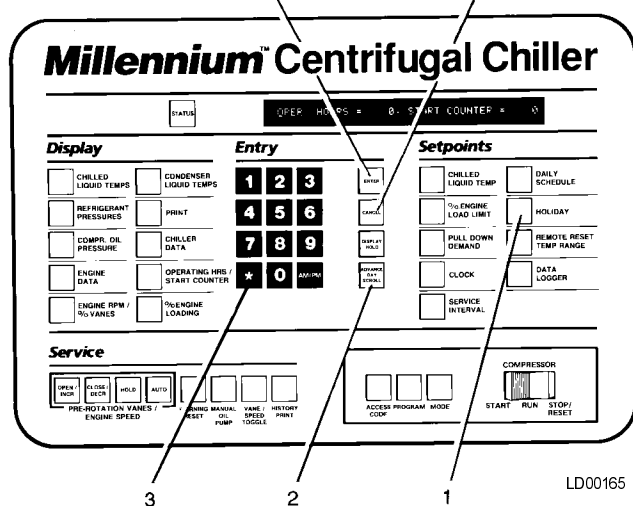 Millennium™ Centrifugal Chiller
STATUS
OPER HOURS = 0, START COUNTER = 0
Display
CHILLED LIQUID TEMPS
CONDENSER LIQUID TEMPS
REFRIGERANT PRESSURES
PRINT
COMPR. OIL PRESSURE
CHILLER DATA
ENGINE DATA
OPERATING HRS / START COUNTER
ENGINE RPM / % VANES
% ENGINE LOADING
Entry
1 2 3
ENTER
4 5 6
CANCEL
7 8 9
DISPLAY HOLD
* 0 AM/PM
ADVANCE DAY SCROLL
Setpoints
CHILLED LIQUID TEMP
DAILY SCHEDULE
% ENGINE LOAD LIMIT
HOLIDAY
PULL DOWN DEMAND
REMOTE RESET TEMP RANGE
CLOCK
DATA LOGGER
SERVICE INTERVAL
Service
OPEN / INCR
CLOSE / DECR
HOLD
AUTO
PRE-ROTATION VANES / ENGINE SPEED
RESET
MANUAL OIL PUMP
VANE / SPEED TOGGLE
HISTORY PRINT
ACCESS CODE
PROGRAM
MODE
COMPRESSOR
START RUN STOP / RESET
3
2
1
LD00165